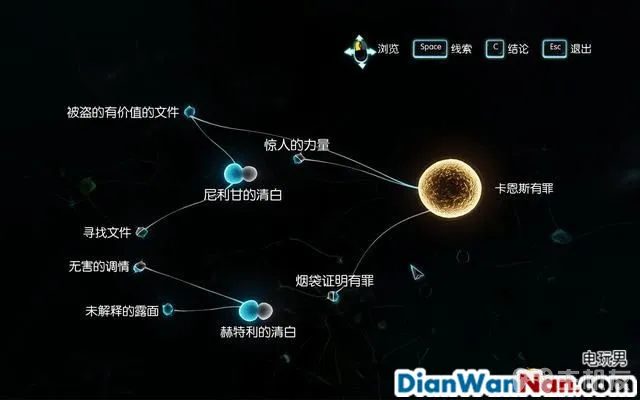 浏览 Space 线索 C 结论 Esc 退出
被盗的有价值的文件
惊人的力量
尼利甘的清白
卡恩斯有罪
寻找文件
无害的调情
烟袋证明有罪
未解释的露面
赫特利的清白
电玩男
DianWanNan.com